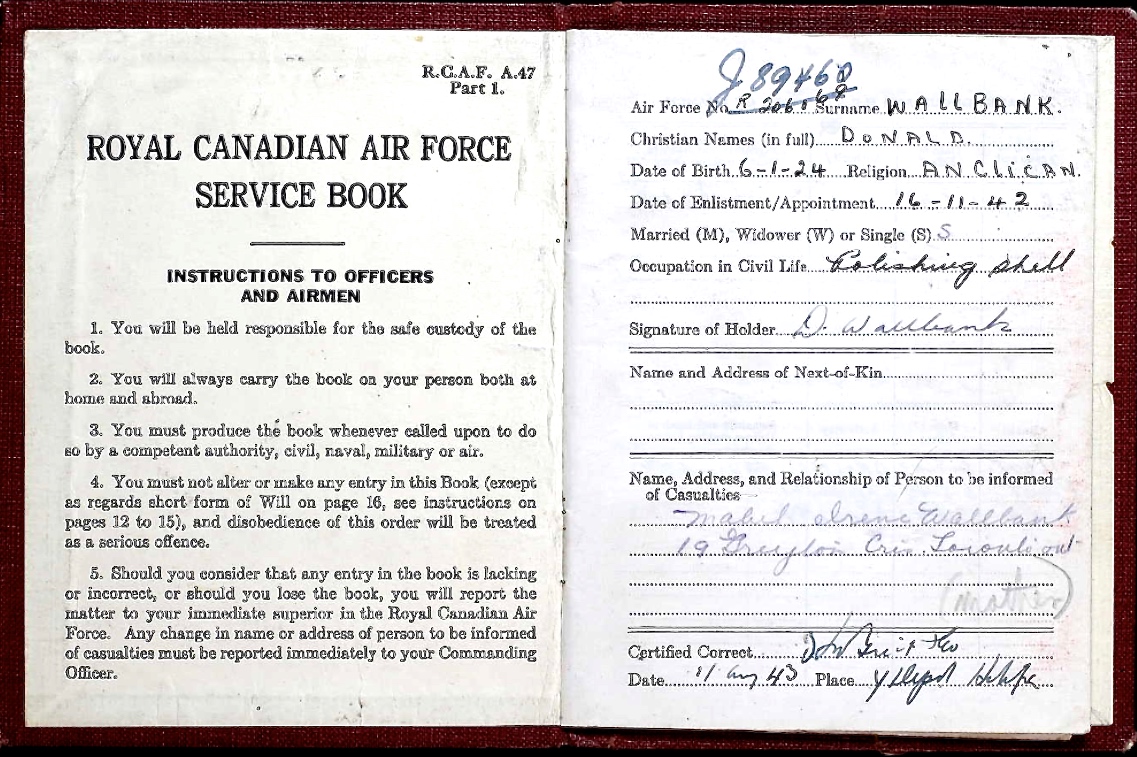 R.C.A.F. A.47
Part 1.
ROYAL CANADIAN AIR FORCE
SERVICE BOOK
INSTRUCTIONS TO OFFICERS
AND AIRMEN
1. You will be held responsible for the safe custody of the
book.
2. You will always carry the book on your person both at
home and abroad.
3. You must produce the book whenever called upon to do
so by a competent authority, civil, naval, military or air.
4. You must not alter or make any entry in this Book (except
as regards short form of Will on page 16, see instructions on
pages 12 to 15), and disobedience of this order will be treated
as a serious offence.
5. Should you consider that any entry in the book is lacking
or incorrect, or should you lose the book, you will report the
matter to your immediate superior in the Royal Canadian Air
Force. Any change in name or address of person to be informed
of casualties must be reported immediately to your Commanding
Officer.
J 89468
Air Force No. Surname WALLBANK.
Christian Names (in full) DONALD.
Date of Birth 6-1-24 Religion ANGLICAN.
Date of Enlistment/Appointment 16-11-42
Married (M), Widower (W) or Single (S) S
Occupation in Civil Life Polishing Shell
Signature of Holder D. Wallbank
Name and Address of Next-of-Kin
Name, Address, and Relationship of Person to be informed
of Casualties
Mabel Irene Wallbank
19 Cres. Toronto Ont
(Mother)
Certified Correct
Date 11 Aug 43 Place Y Depot